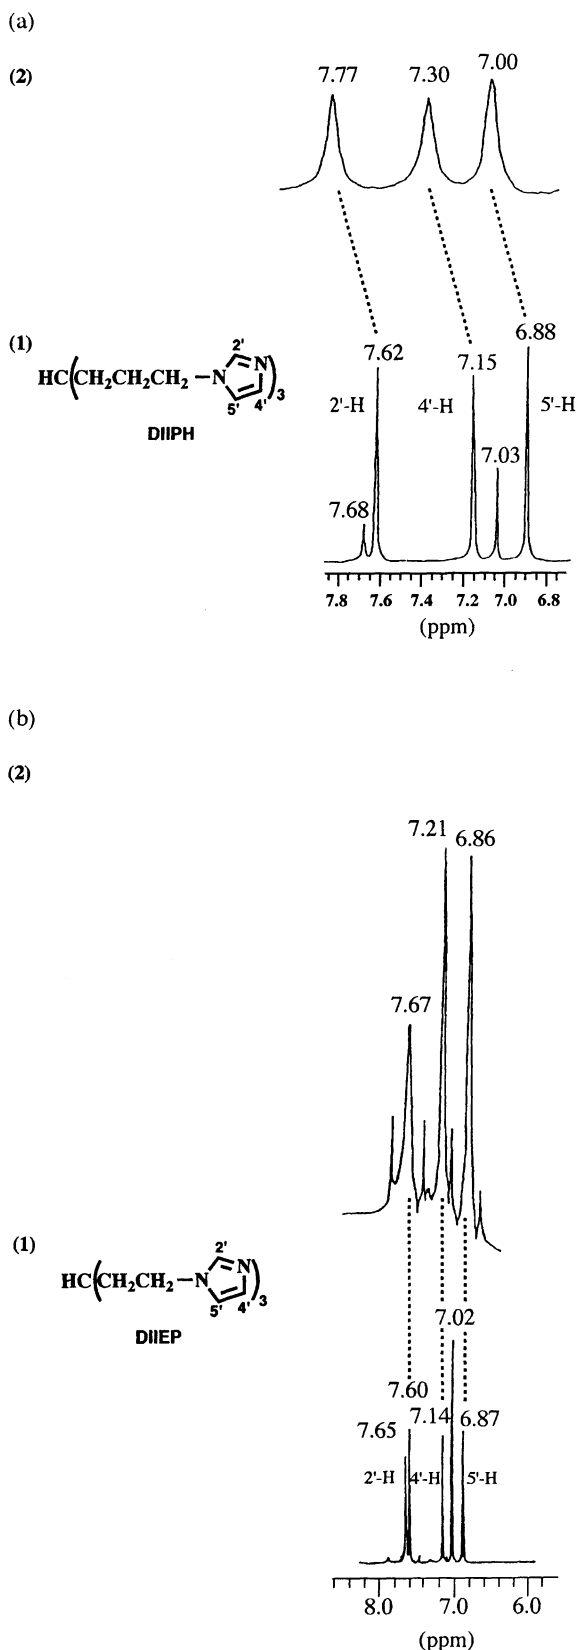 (a)
(2)
7.77 7.30 7.00
(1)
7.62 7.15 6.88
2'
HC(CH₂CH₂CH₂ – N N)₃
5' 4'
2'-H 4'-H 5'-H
DIIPH
7.03
7.68
7.8 7.6 7.4 7.2 7.0 6.8
(ppm)
(b)
(2)
7.21 6.86
7.67
(1)
2'
HC(CH₂CH₂ – N N)₃
5' 4'
7.02
DIIEP
7.60
7.65 7.14 6.87
2'-H 4'-H 5'-H
8.0 7.0 6.0
(ppm)